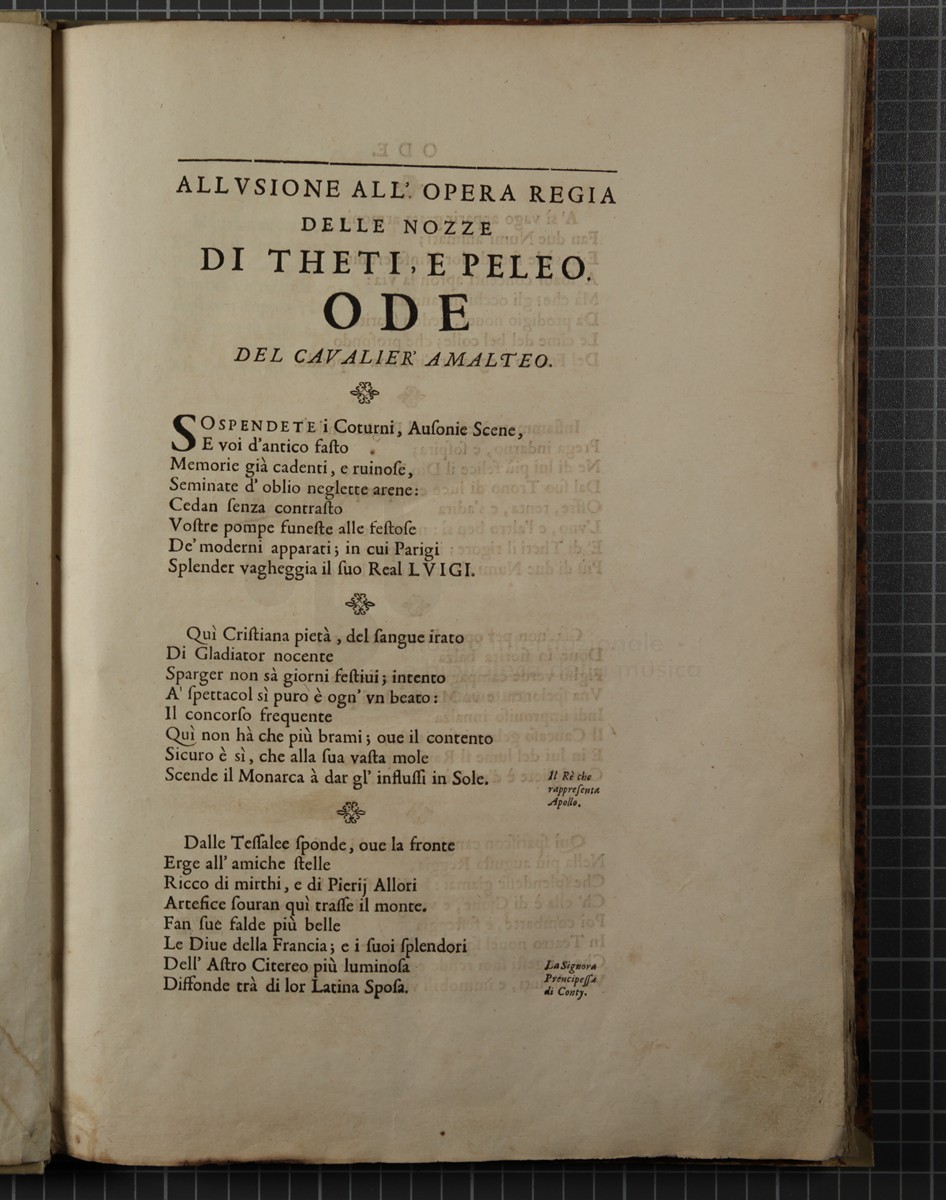 ALLVSIONE ALL'. OPERA REGIA
DELLE NOZZE
DI THETI, E PELEO.
ODE
DEL CAVALIER' AMALTEO.
SOSPENDETE i Coturni, Auſonie Scene,
E voi d'antico faſto
Memorie già cadenti, e ruinoſe,
Seminate d' oblio neglette arene:
Cedan ſenza contraſto
Voſtre pompe funeſte alle feſtoſe
De' moderni apparati; in cui Parigi
Splender vagheggia il ſuo Real LVIGI.
Quì Criſtiana pietà, del ſangue irato
Di Gladiator nocente
Sparger non sà giorni feſtiui; intento
A' ſpettacol sì puro è ogn' vn beato:
Il concorſo frequente
Quì non hà che più brami; oue il contento
Sicuro è sì, che alla ſua vaſta mole
Scende il Monarca à dar gl' influſſi in Sole.
Il Rè che
rappreſenta
Apollo.
Dalle Teſſalee ſponde, oue la fronte
Erge all' amiche ſtelle
Ricco di mirthi, e di Pierij Allori
Artefice ſouran quì traſſe il monte.
Fan ſue falde più belle
Le Diue della Francia; e i ſuoi ſplendori
Dell' Aſtro Citereo più luminoſa
Diffonde trà di lor Latina Spoſa.
La Signora
Principeſſa
di Conty.